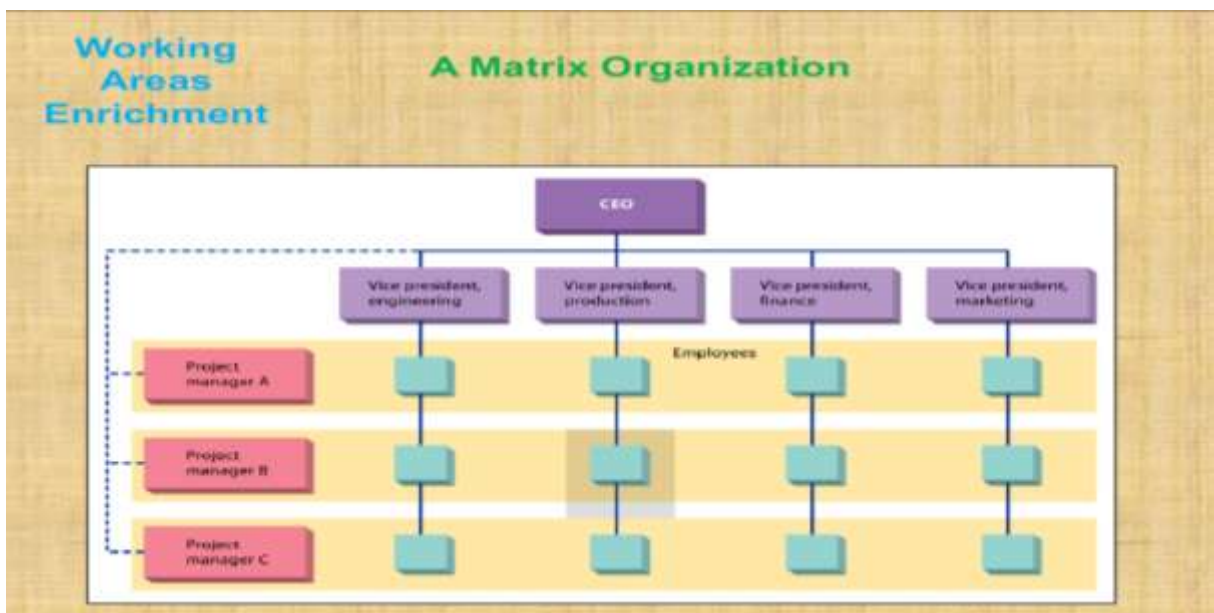 Working
Areas
Enrichment
A Matrix Organization
CEO
Vice president,
engineering
Vice president,
production
Vice president,
finance
Vice president,
marketing
Employees
Project
manager A
Project
manager B
Project
manager C